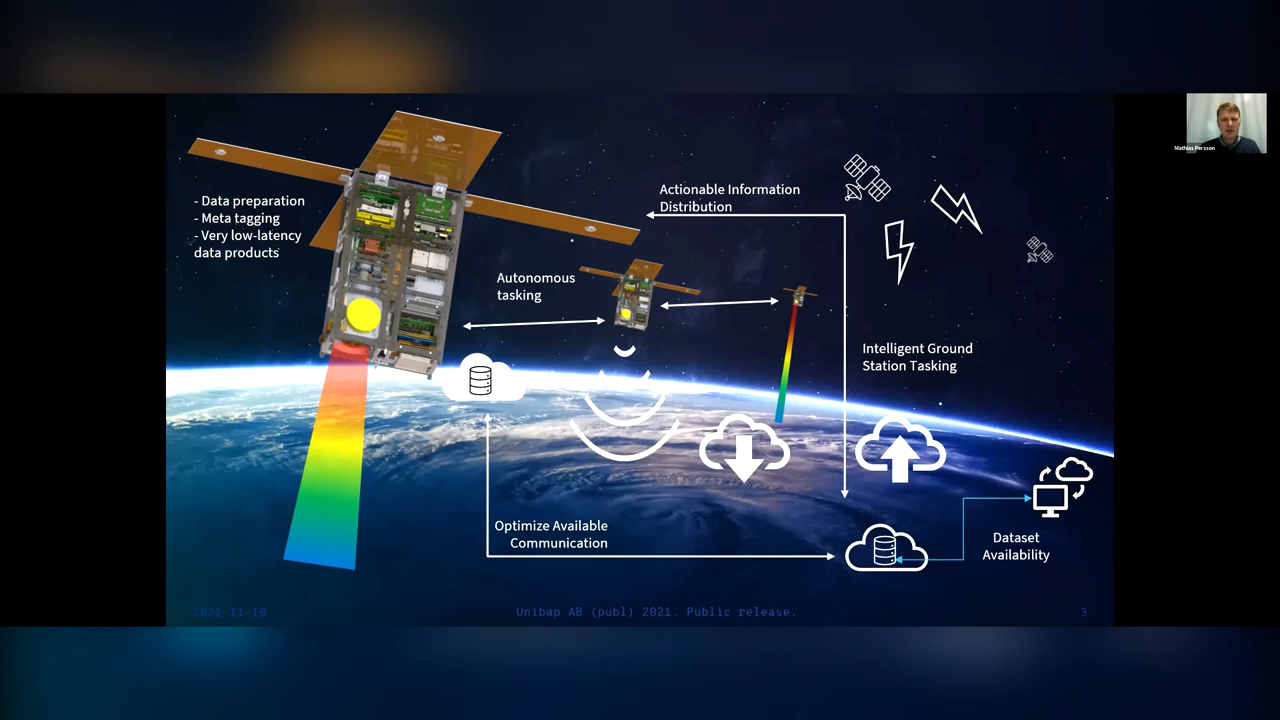 Mathias Persson
- Data preparation
- Meta tagging
- Very low-latency
data products
Actionable Information
Distribution
Autonomous
tasking
Intelligent Ground
Station Tasking
Optimize Available
Communication
Dataset
Availability
2021-11-10
Unibap AB (publ) 2021. Public release.
3